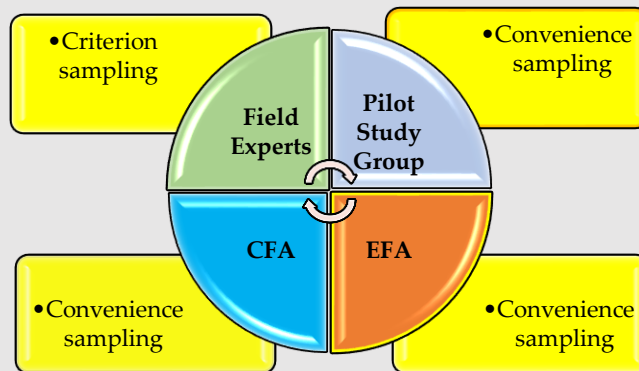 •Criterion
sampling
•Convenience
sampling
Field
Experts
Pilot
Study
Group
CFA
EFA
•Convenience
sampling
•Convenience
sampling